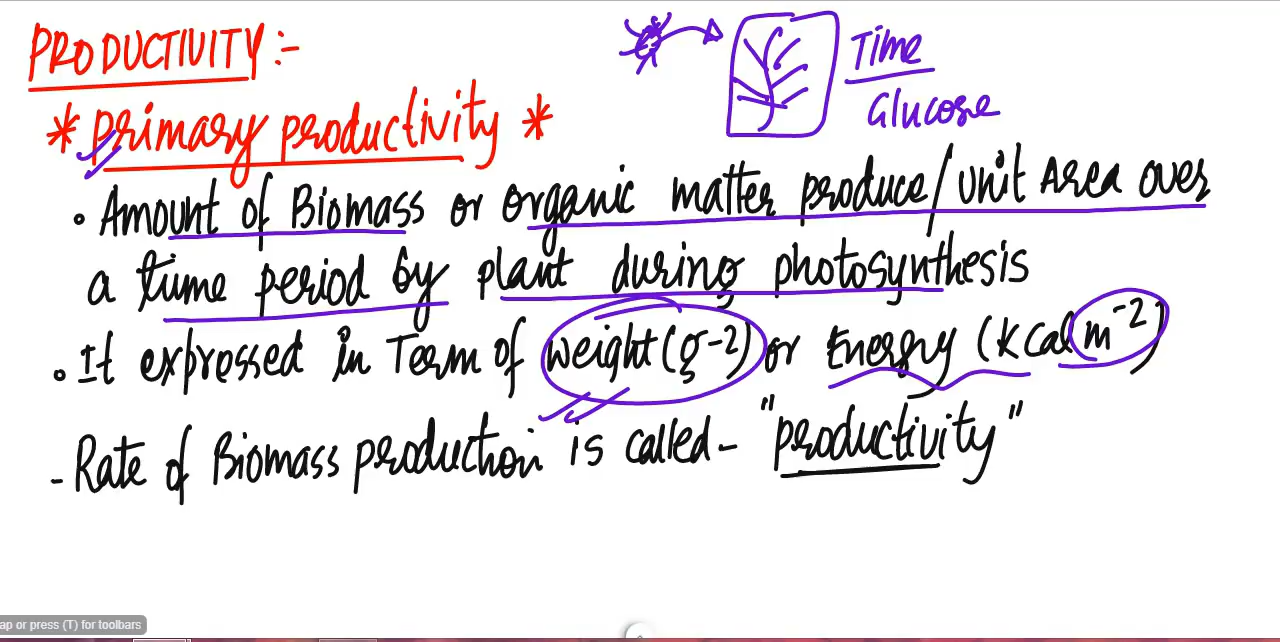 PRODUCTIVITY :-
Time
Glucose
* Primary productivity *
• Amount of Biomass or organic matter produce/unit Area over
a tume period by plant during photosynthesis
• It expressed in Term of weight (g-2) or Energy (Kcal m-2)
- Rate of Biomass production is called - "productivity"
ap or press (T) for toolbars